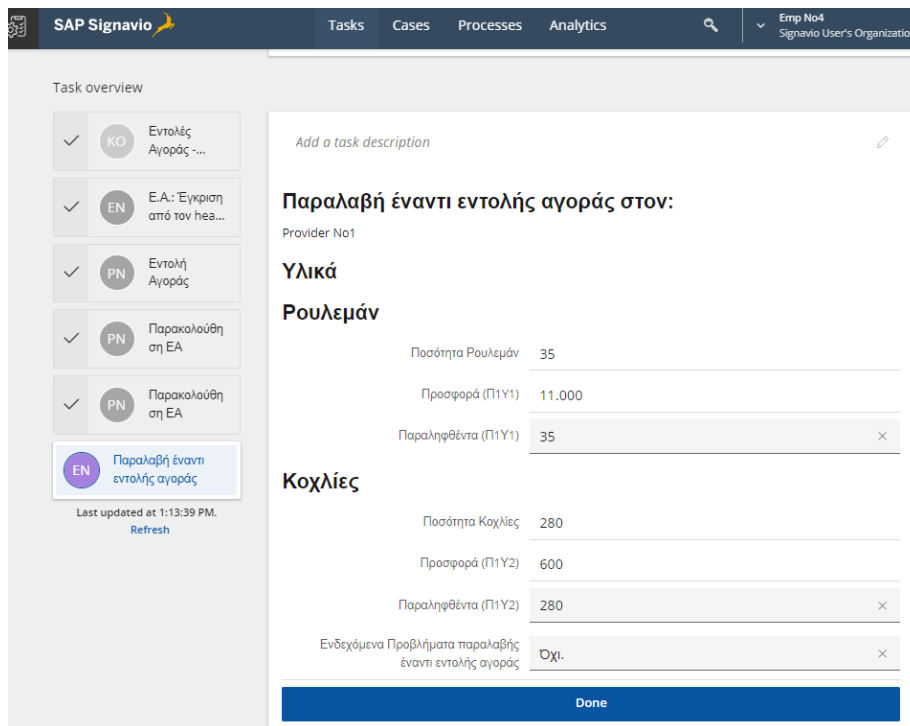 SAP Signavio
Tasks Cases Processes Analytics
Emp No4
Signavio User's Organizatio
Task overview
KO
Εντολές
Αγοράς -...
EN
Ε.Α.: Έγκριση
από τον hea...
PN
Εντολή
Αγοράς
PN
Παρακολούθη
ση ΕΑ
PN
Παρακολούθη
ση ΕΑ
EN
Παραλαβή έναντι
εντολής αγοράς
Last updated at 1:13:39 PM.
Refresh
Add a task description
Παραλαβή έναντι εντολής αγοράς στον:
Provider No1
Υλικά
Ρουλεμάν
Ποσότητα Ρουλεμάν 35
Προσφορά (Π1Υ1) 11.000
Παραληφθέντα (Π1Υ1) 35
Κοχλίες
Ποσότητα Κοχλίες 280
Προσφορά (Π1Υ2) 600
Παραληφθέντα (Π1Υ2) 280
Ενδεχόμενα Προβλήματα παραλαβής
έναντι εντολής αγοράς Όχι.
Done